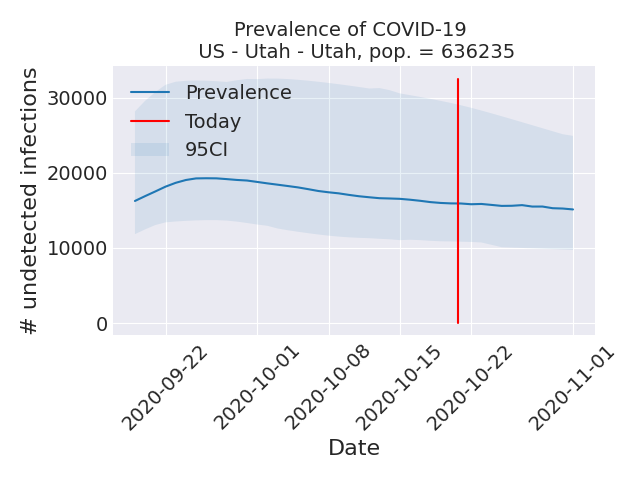 Prevalence of COVID-19
US - Utah - Utah, pop. = 636235
# undetected infections
30000
20000
10000
0
Prevalence
Today
95CI
2020-09-22
2020-10-01
2020-10-08
2020-10-15
2020-10-22
2020-11-01
Date